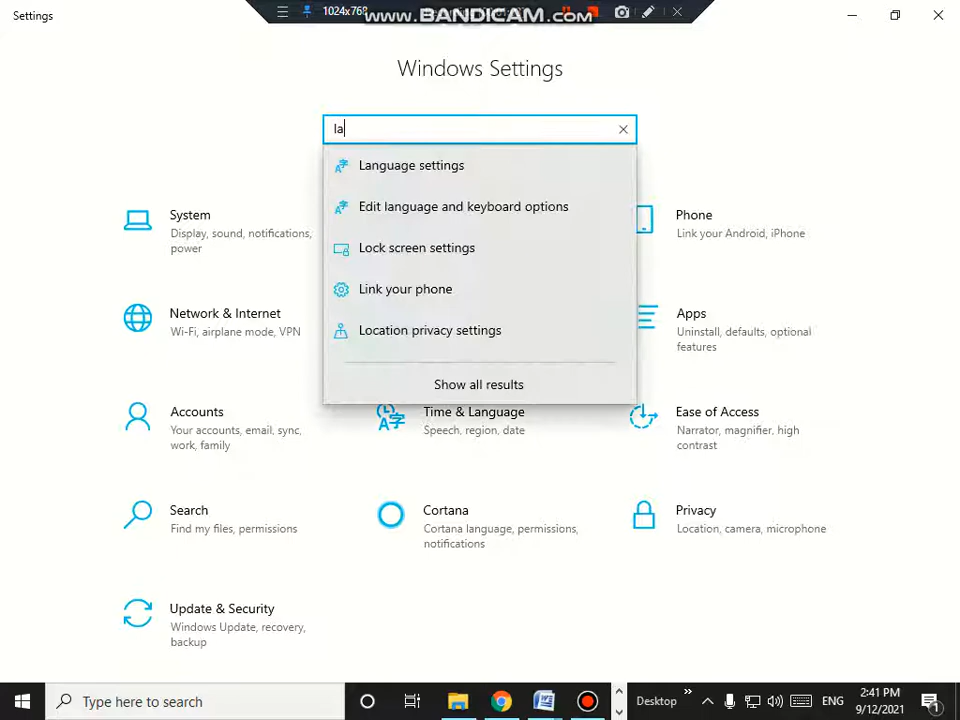 Settings
1024x768
www.BANDICAM.com
Windows Settings
la
Language settings
Edit language and keyboard options
Lock screen settings
Link your phone
Location privacy settings
Show all results
System
Display, sound, notifications,
power
Phone
Link your Android, iPhone
Network & Internet
Wi-Fi, airplane mode, VPN
Apps
Uninstall, defaults, optional
features
Accounts
Your accounts, email, sync,
work, family
Time & Language
Speech, region, date
Ease of Access
Narrator, magnifier, high
contrast
Search
Find my files, permissions
Cortana
Cortana language, permissions,
notifications
Privacy
Location, camera, microphone
Update & Security
Windows Update, recovery,
backup
Type here to search
Desktop
ENG
2:41 PM
9/12/2021
1